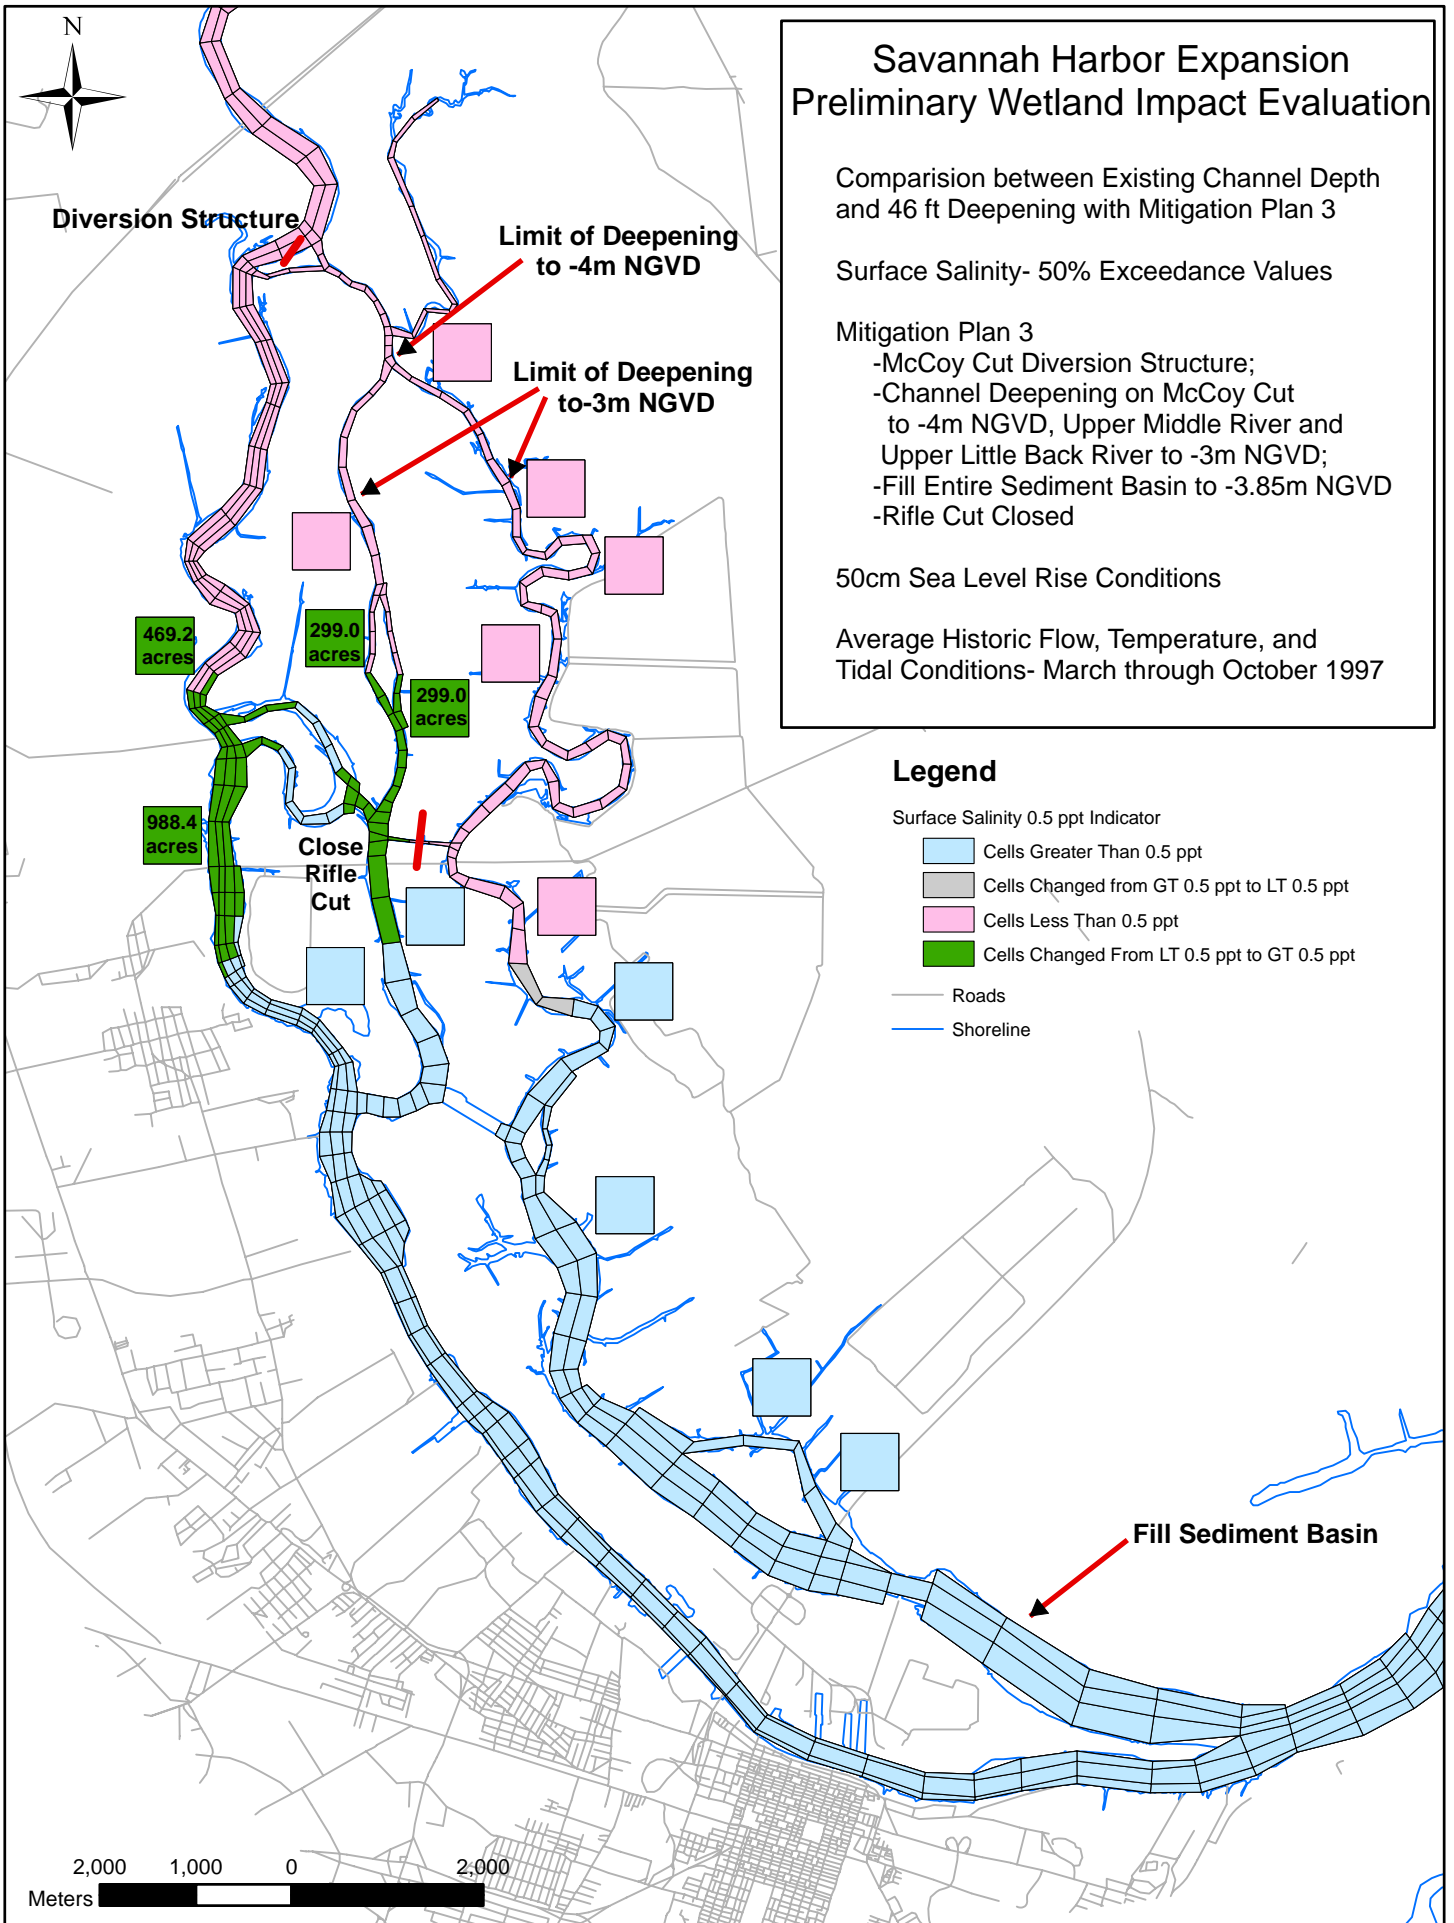 N
Savannah Harbor Expansion
Preliminary Wetland Impact Evaluation
Comparision between Existing Channel Depth
and 46 ft Deepening with Mitigation Plan 3
Surface Salinity- 50% Exceedance Values
Mitigation Plan 3
-McCoy Cut Diversion Structure;
-Channel Deepening on McCoy Cut
to -4m NGVD, Upper Middle River and
Upper Little Back River to -3m NGVD;
-Fill Entire Sediment Basin to -3.85m NGVD
-Rifle Cut Closed
50cm Sea Level Rise Conditions
Average Historic Flow, Temperature, and
Tidal Conditions- March through October 1997
Diversion Structure
Limit of Deepening
to -4m NGVD
Limit of Deepening
to-3m NGVD
469.2
acres
299.0
acres
299.0
acres
988.4
acres
Close
Rifle
Cut
Legend
Surface Salinity 0.5 ppt Indicator
Cells Greater Than 0.5 ppt
Cells Changed from GT 0.5 ppt to LT 0.5 ppt
Cells Less Than 0.5 ppt
Cells Changed From LT 0.5 ppt to GT 0.5 ppt
Roads
Shoreline
Fill Sediment Basin
2,000 1,000 0 2,000
Meters